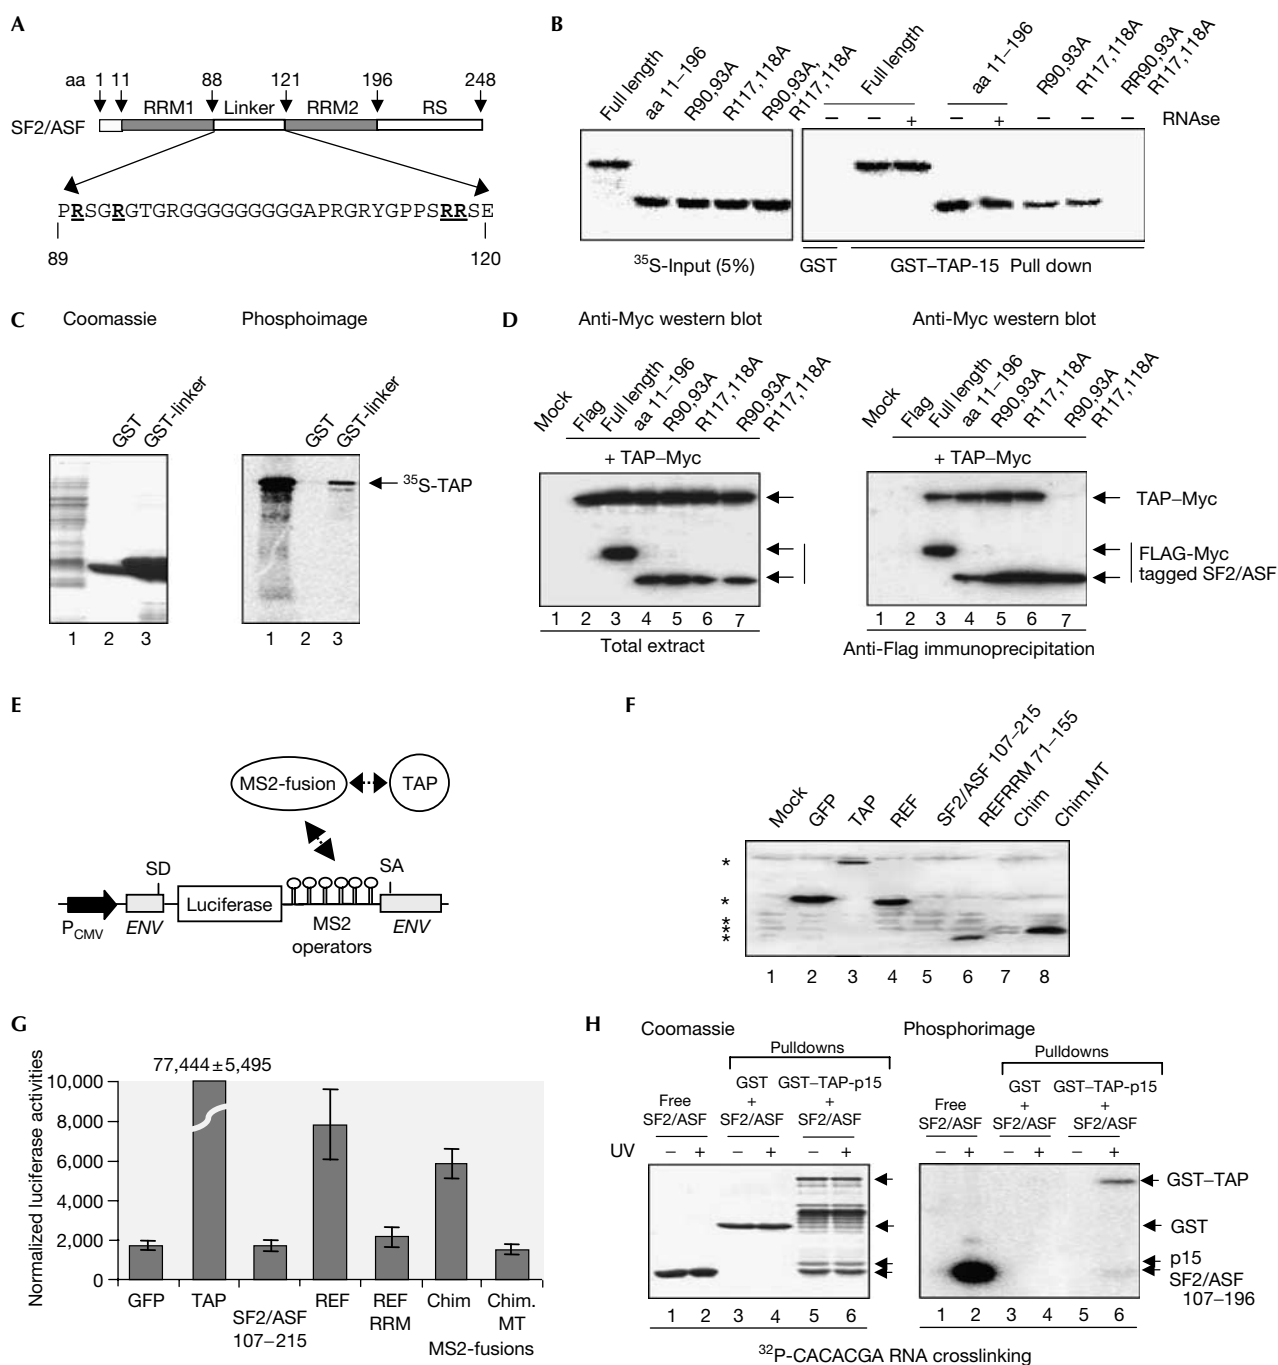 A
aa 1 11 88 121 196 248
RRM1 Linker RRM2 RS
SF2/ASF
PRSGRGTGRGGGGGGGGGAPRGRYGPPSRRSE
89 120
B
Full length
aa 11–196
R90,93A
R117,118A
R90,93A,
R117,118A
Full length
aa 11–196
R90,93A
R117,118A
RR90,93A
R117,118A
– – + – + – – – RNAse
35S-Input (5%) GST GST–TAP-15 Pull down
C Coomassie Phosphoimage
GST
GST-linker
GST
GST-linker
35S-TAP
1 2 3 1 2 3
D Anti-Myc western blot Anti-Myc western blot
Mock
Flag
Full length
aa 11–196
R90,93A
R117,118A
R90,93A
R117,118A
Mock
Flag
Full length
aa 11–196
R90,93A
R117,118A
R90,93A
R117,118A
+ TAP–Myc + TAP–Myc
TAP–Myc
FLAG-Myc
tagged SF2/ASF
1 2 3 4 5 6 7 1 2 3 4 5 6 7
Total extract Anti-Flag immunoprecipitation
E
MS2-fusion TAP
SD SA
Luciferase
PCMV ENV MS2 ENV
operators
F
Mock
GFP
TAP
REF
SF2/ASF 107–215
REFRRM 71–155
Chim
Chim.MT
*
*
*
*
*
1 2 3 4 5 6 7 8
G
Normalized luciferase activities
77,444±5,495
10,000
8,000
6,000
4,000
2,000
0
GFP TAP SF2/ASF 107–215 REF REF RRM Chim Chim. MT
MS2-fusions
H Coomassie Phosphorimage
Pulldowns Pulldowns
GST GST–TAP-p15 GST GST–TAP-p15
Free + + Free + +
SF2/ASF SF2/ASF SF2/ASF SF2/ASF SF2/ASF SF2/ASF
UV – + – + – + – + – + – +
GST–TAP
GST
p15
SF2/ASF
107–196
1 2 3 4 5 6 1 2 3 4 5 6
32P-CACACGA RNA crosslinking